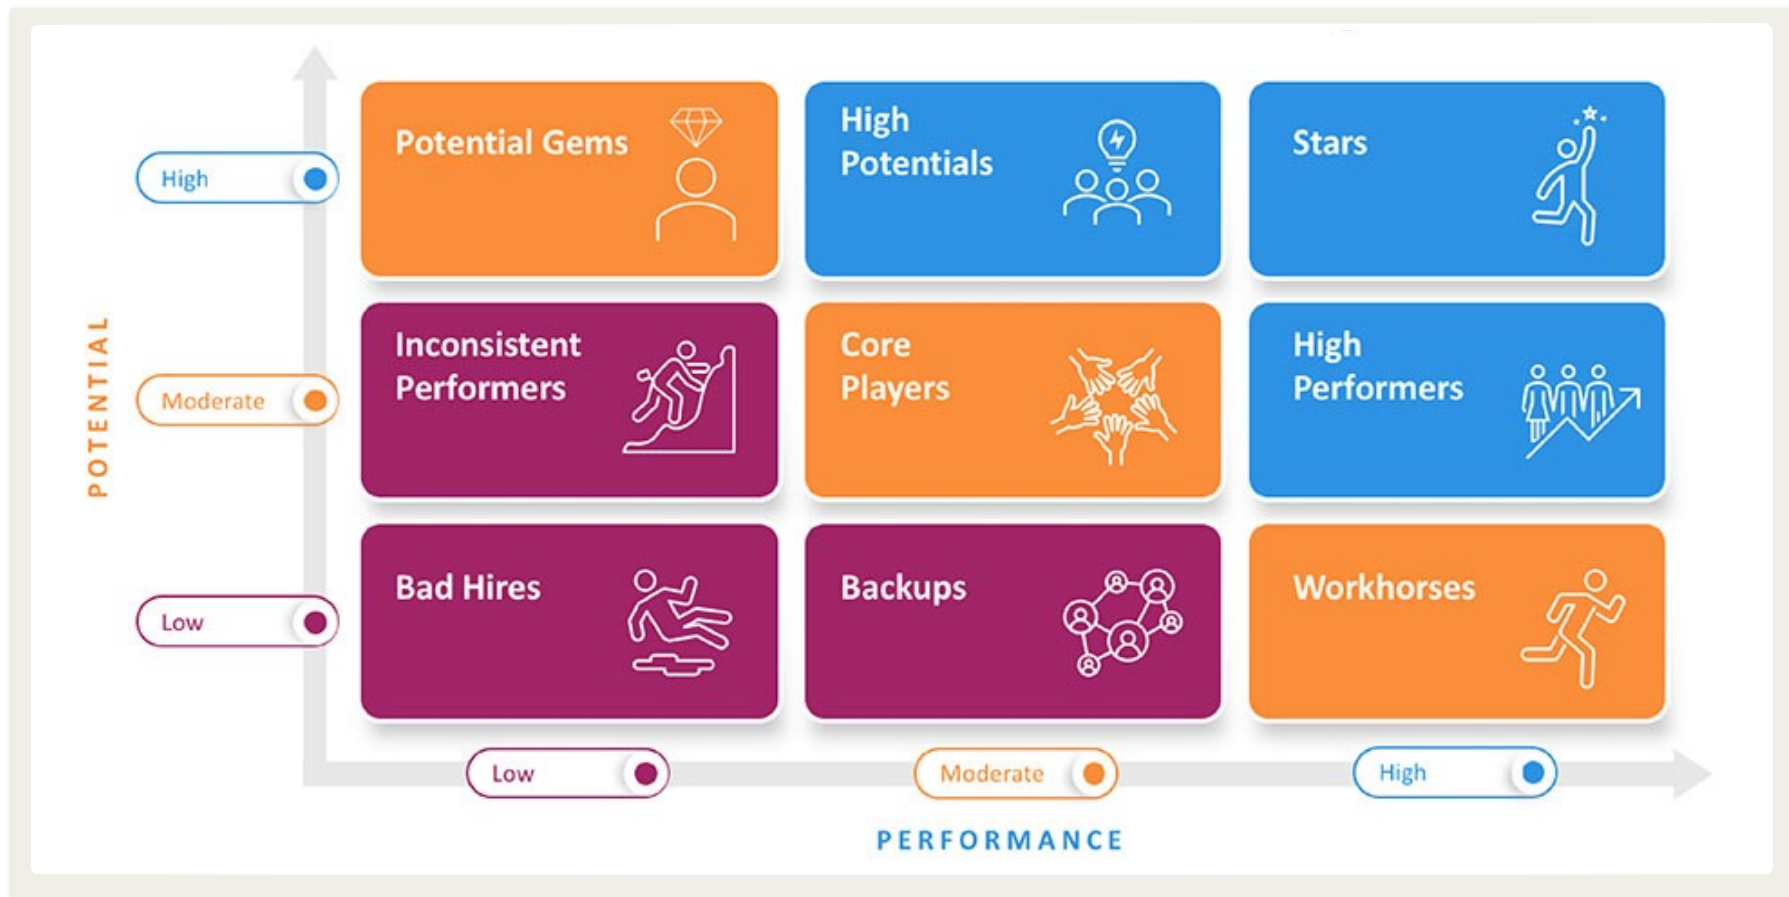 Potential Gems
High
Potentials
Stars
High
Inconsistent
Performers
Core
Players
High
Performers
Moderate
POTENTIAL
Bad Hires
Backups
Workhorses
Low
Low
Moderate
High
PERFORMANCE